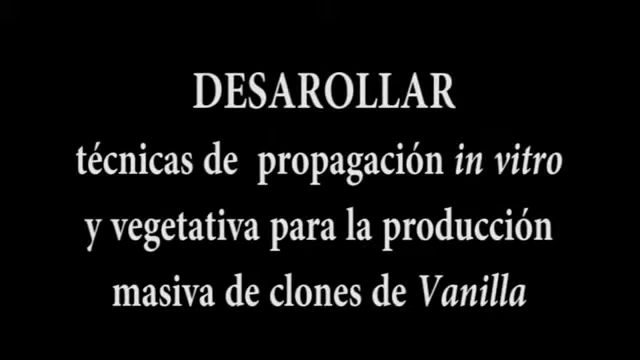 DESAROLLAR
técnicas de propagación in vitro
y vegetativa para la producción
masiva de clones de Vanilla